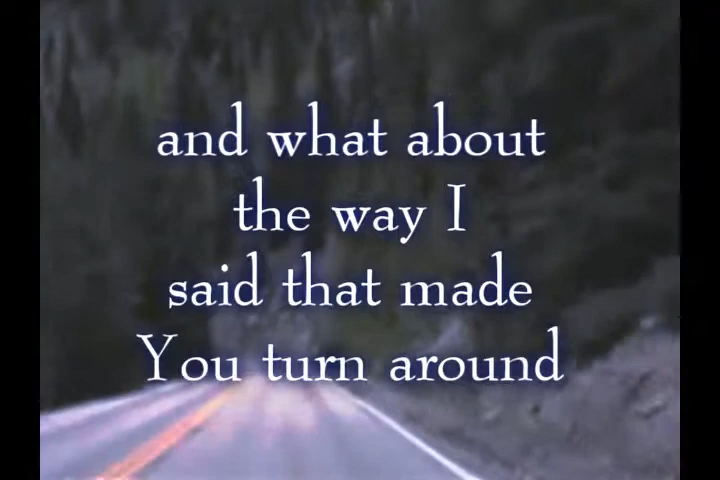 and what about
the way I
said that made
You turn around